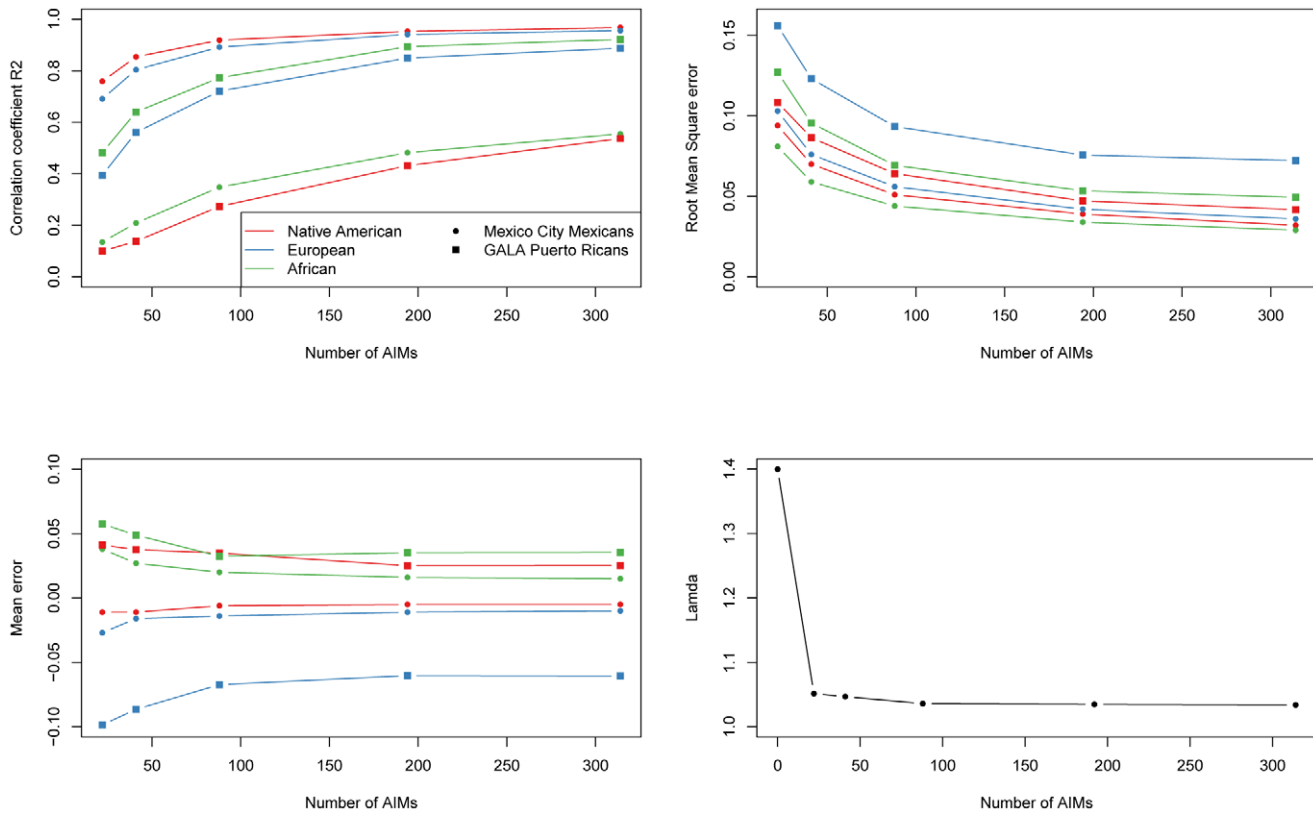 Correlation coefficient R2
0.0 0.2 0.4 0.6 0.8 1.0
Native American
European
African
Mexico City Mexicans
GALA Puerto Ricans
50 100 150 200 250 300
Number of AIMs
Root Mean Square error
0.00 0.05 0.10 0.15
50 100 150 200 250 300
Number of AIMs
Mean error
−0.10 −0.05 0.00 0.05 0.10
50 100 150 200 250 300
Number of AIMs
Lamda
1.0 1.1 1.2 1.3 1.4
0 50 100 150 200 250 300
Number of AIMs